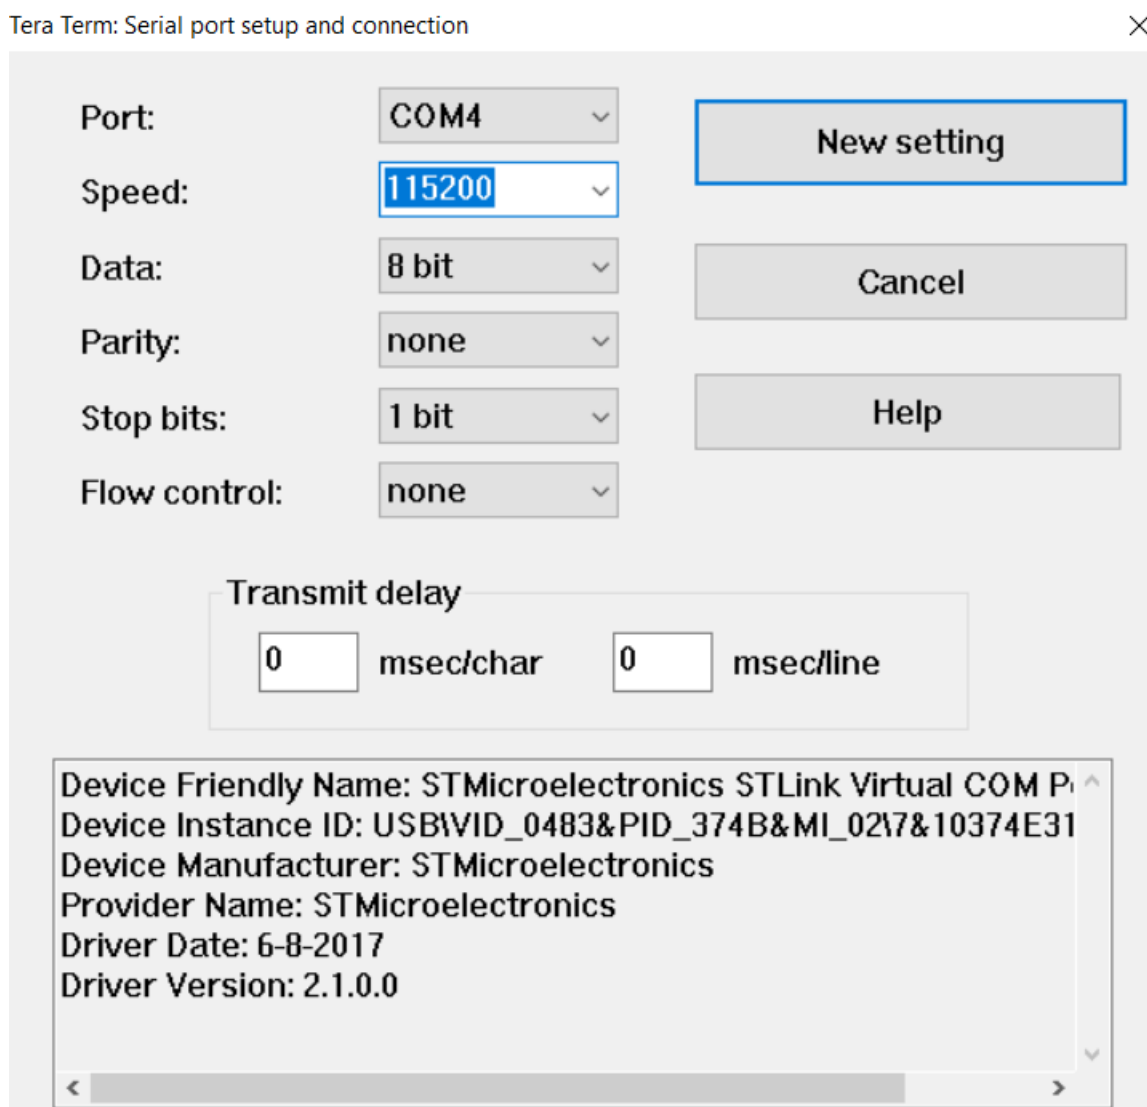 Tera Term: Serial port setup and connection
Port: COM4 New setting
Speed: 115200
Data: 8 bit Cancel
Parity: none
Stop bits: 1 bit Help
Flow control: none
Transmit delay
0 msec/char 0 msec/line
Device Friendly Name: STMicroelectronics STLink Virtual COM
Device Instance ID: USB\VID_0483&PID_374B&MI_02\7&10374E31
Device Manufacturer: STMicroelectronics
Provider Name: STMicroelectronics
Driver Date: 6-8-2017
Driver Version: 2.1.0.0